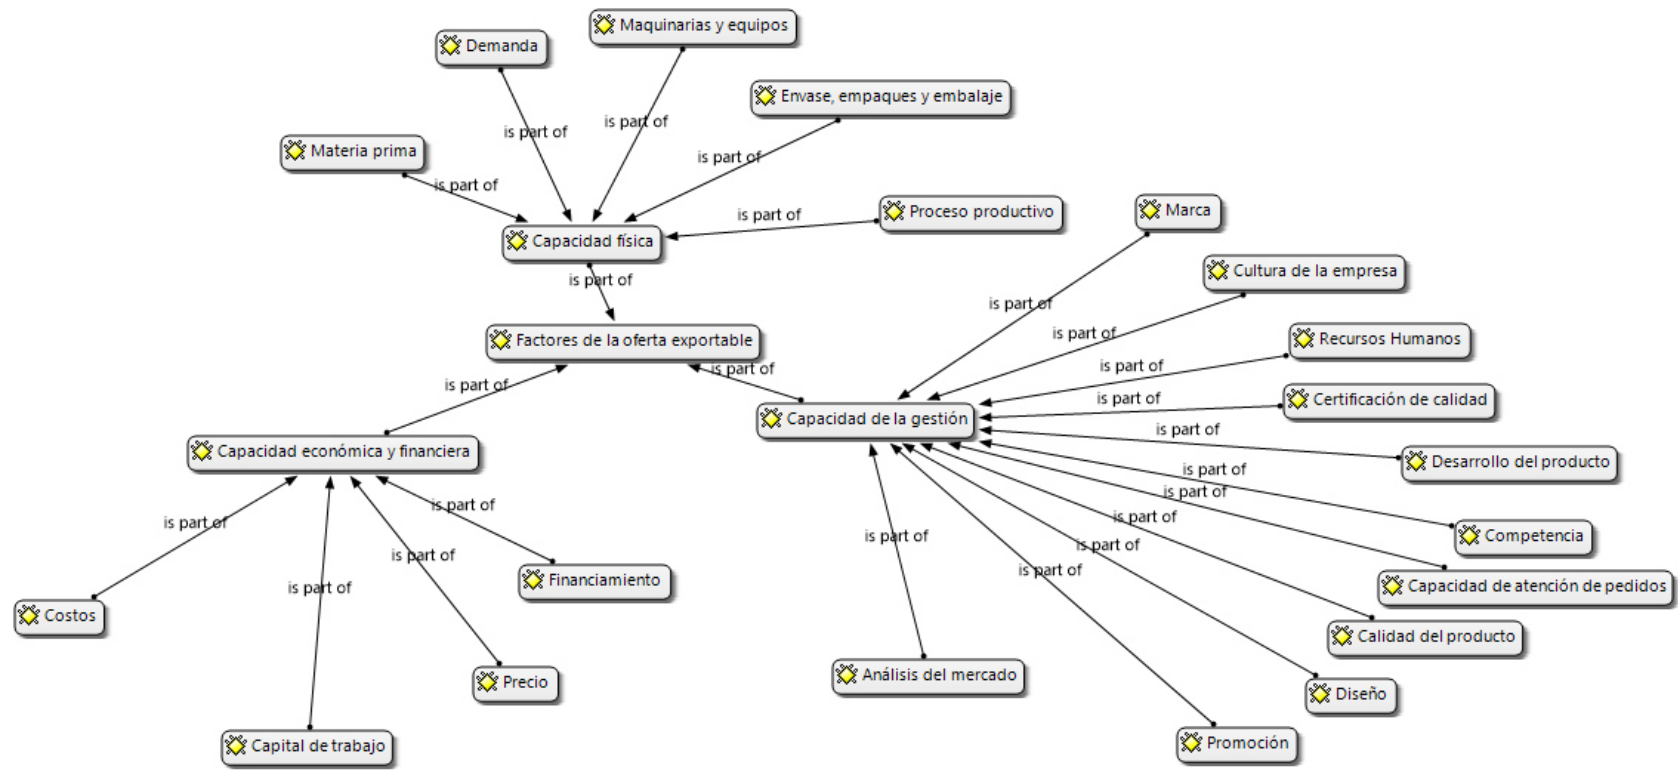 Maquinarias y equipos
Demanda
Envase, empaques y embalaje
is part of
is part of
Materia prima
is part of
is part of
Marca
Proceso productivo
is part of
Capacidad física
Cultura de la empresa
is part of
is part of
is part of
Recursos Humanos
Factores de la oferta exportable
is part of
is part of
is part of
Certificación de calidad
is part of
Capacidad de la gestión
is part of
Capacidad económica y financiera
Desarrollo del producto
is part of
is part of
is part of
is part of
is part of
Competencia
is part of
is part of
is part of
is part of
Financiamiento
is part of
Capacidad de atención de pedidos
Costos
Calidad del producto
Análisis del mercado
Precio
Diseño
Promoción
Capital de trabajo